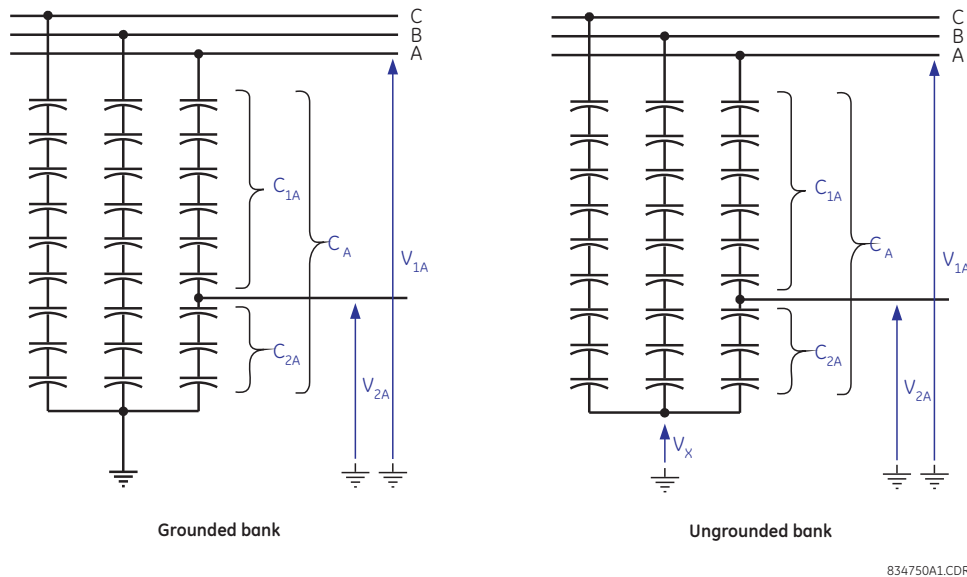 C
B
A
C1A
CA
V1A
C2A
V2A
Grounded bank
C
B
A
C1A
CA
V1A
C2A
V2A
VX
Ungrounded bank
834750A1.CDR